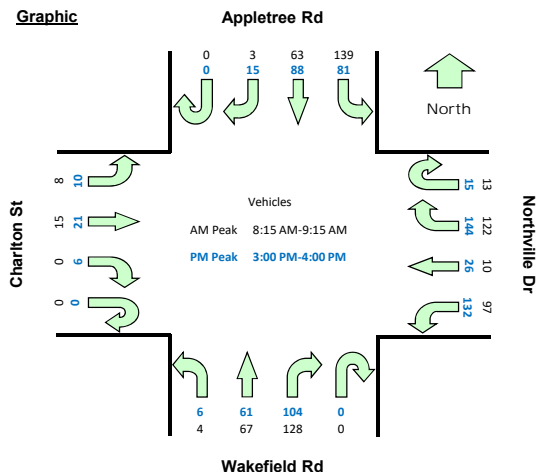 Graphic
Appletree Rd
0 3 63 139
0 15 88 81
North
8 10
15 21
0 6
0 0
Charlton St
Vehicles
AM Peak 8:15 AM-9:15 AM
PM Peak 3:00 PM-4:00 PM
15 13
144 122
26 10
132 97
Northville Dr
6 61 104 0
4 67 128 0
Wakefield Rd